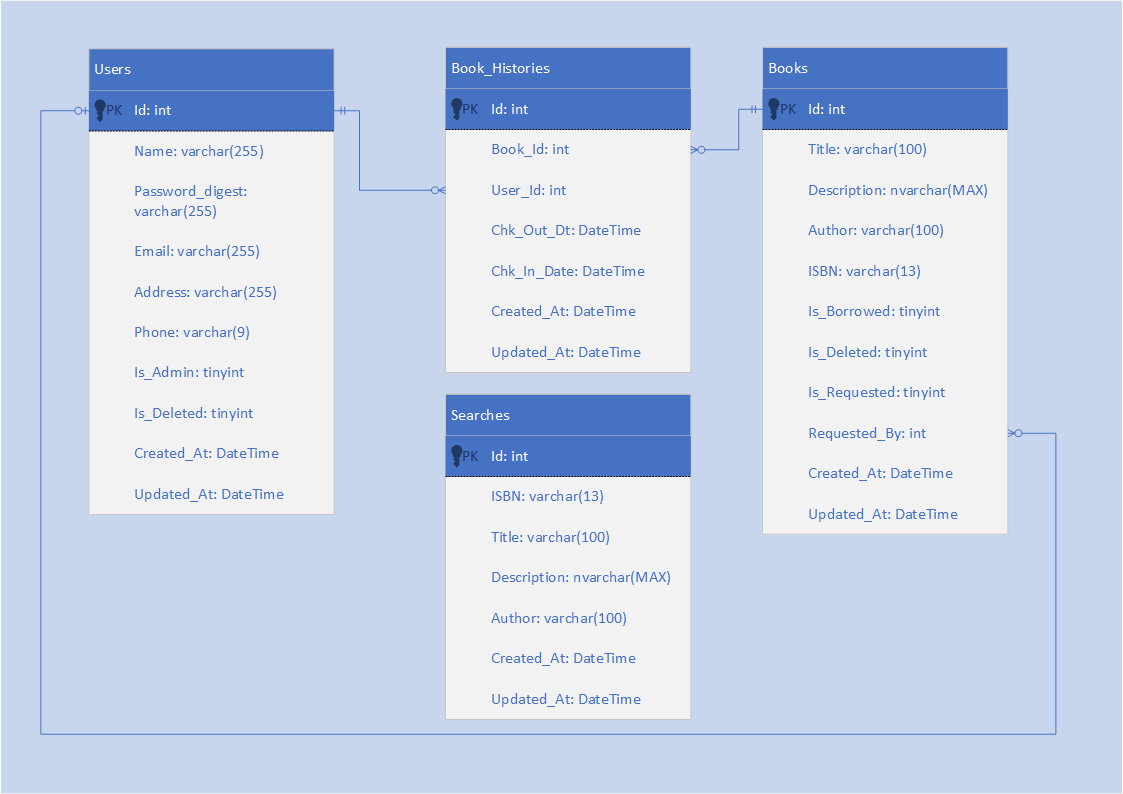 Users
PK Id: int
Name: varchar(255)
Password_digest:
varchar(255)
Email: varchar(255)
Address: varchar(255)
Phone: varchar(9)
Is_Admin: tinyint
Is_Deleted: tinyint
Created_At: DateTime
Updated_At: DateTime
Book_Histories
PK Id: int
Book_Id: int
User_Id: int
Chk_Out_Dt: DateTime
Chk_In_Date: DateTime
Created_At: DateTime
Updated_At: DateTime
Searches
PK Id: int
ISBN: varchar(13)
Title: varchar(100)
Description: nvarchar(MAX)
Author: varchar(100)
Created_At: DateTime
Updated_At: DateTime
Books
PK Id: int
Title: varchar(100)
Description: nvarchar(MAX)
Author: varchar(100)
ISBN: varchar(13)
Is_Borrowed: tinyint
Is_Deleted: tinyint
Is_Requested: tinyint
Requested_By: int
Created_At: DateTime
Updated_At: DateTime